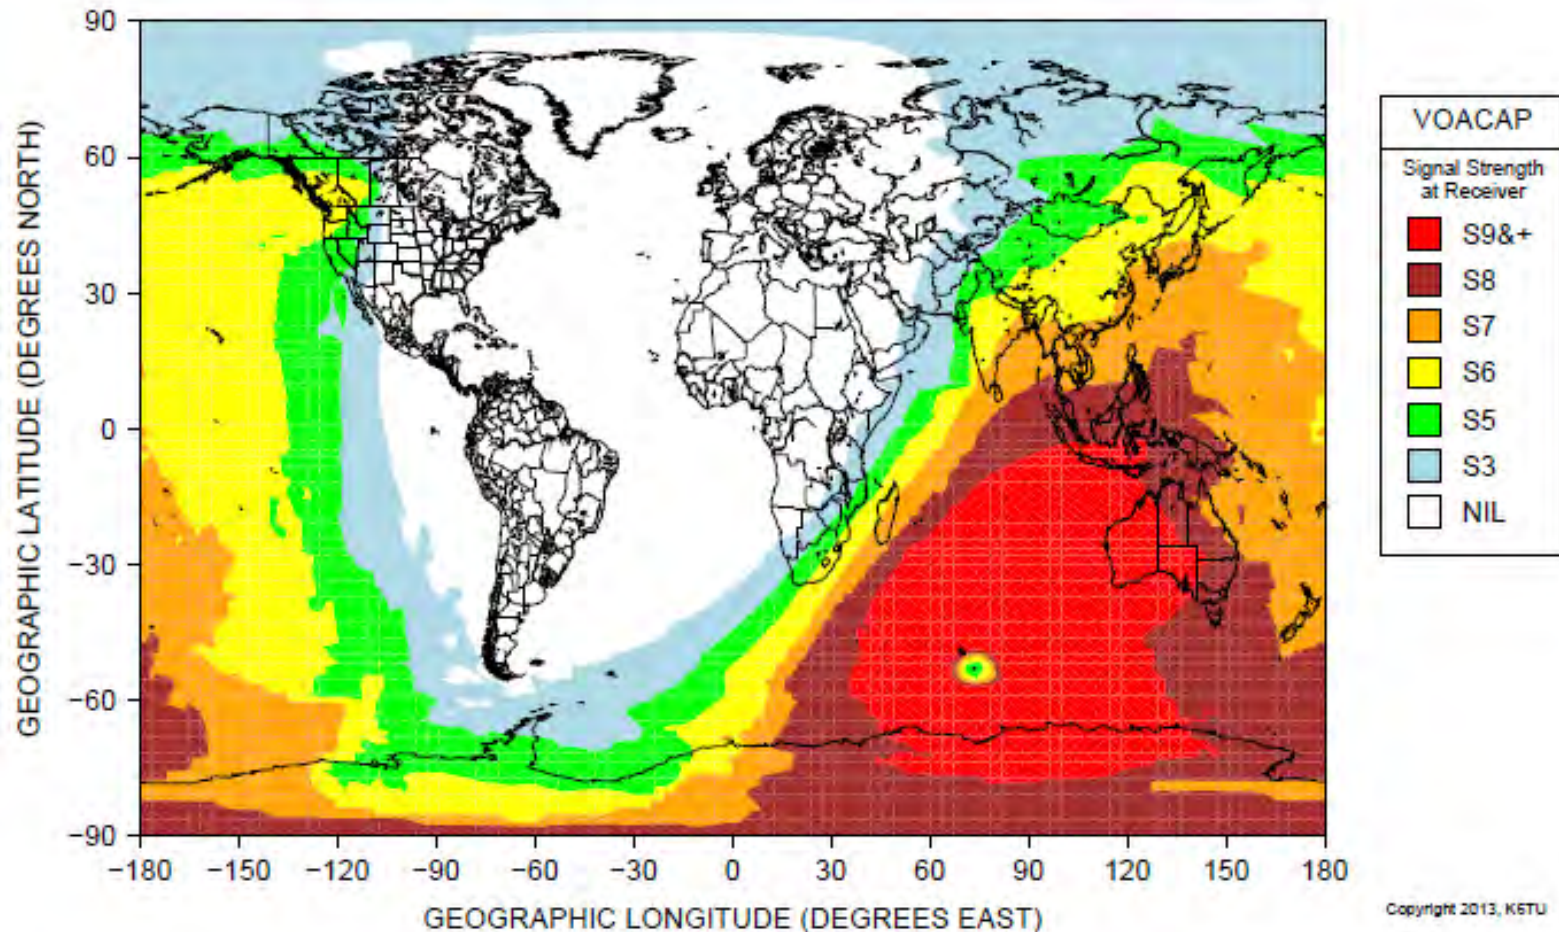 90
60
30
0
−30
−60
−90
GEOGRAPHIC LATITUDE (DEGREES NORTH)
−180 −150 −120 −90 −60 −30 0 30 60 90 120 150 180
GEOGRAPHIC LONGITUDE (DEGREES EAST)
VOACAP
Signal Strength
at Receiver
S9&+
S8
S7
S6
S5
S3
NIL
Copyright 2013, K6TU